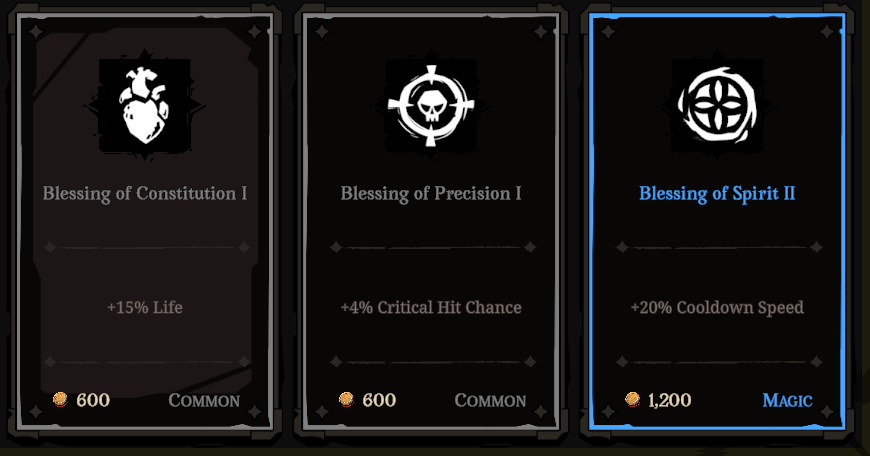 Blessing of Constitution I
+15% Life
600
Common
Blessing of Precision I
+4% Critical Hit Chance
600
Common
Blessing of Spirit II
+20% Cooldown Speed
1,200
Magic